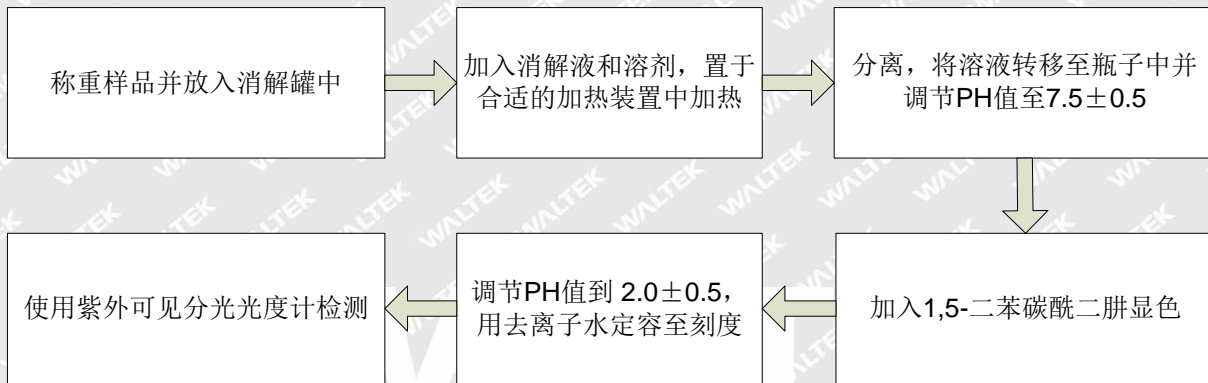 称重样品并放入消解罐中
加入消解液和溶剂，置于
合适的加热装置中加热
分离，将溶液转移至瓶子中并
调节PH值至7.5±0.5
加入1,5-二苯碳酰二肼显色
调节PH值到 2.0±0.5，
用去离子水定容至刻度
使用紫外可见分光光度计检测
WALTEK